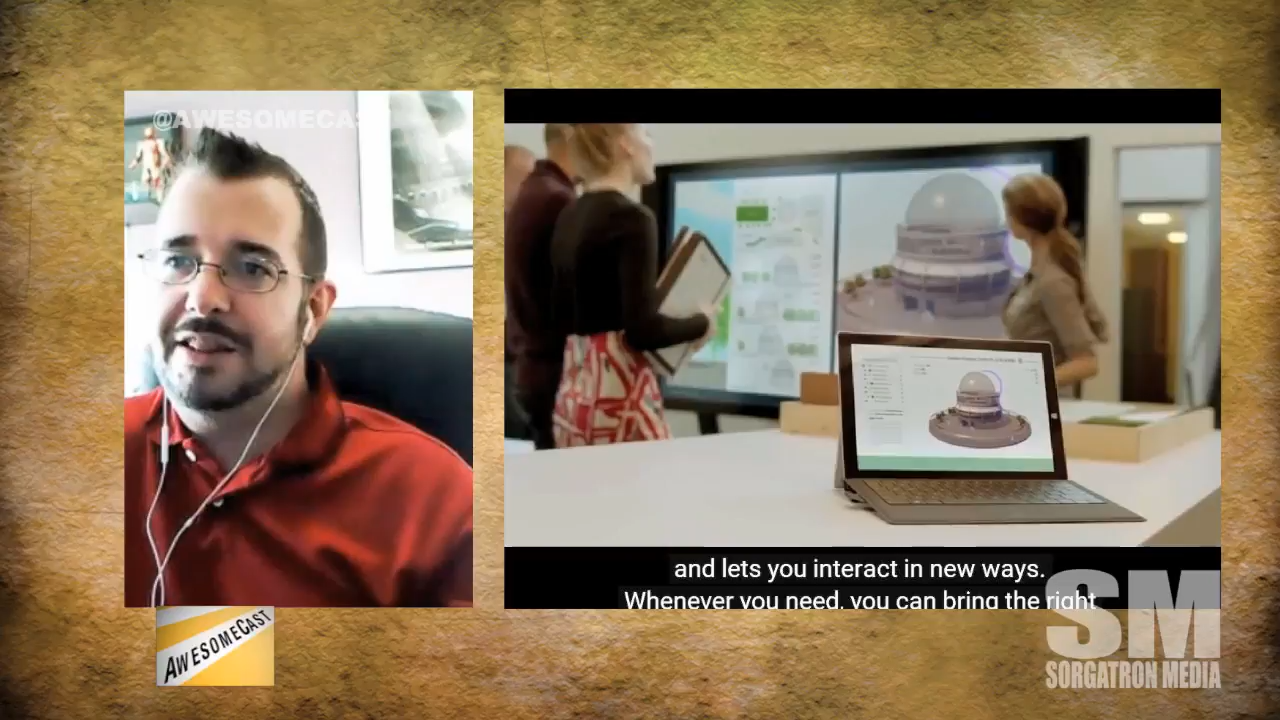 @AWESOMECAS
and lets you interact in new ways.
Whenever you need, you can bring the right
AWESOMECAST
SM
SORGATRON MEDIA